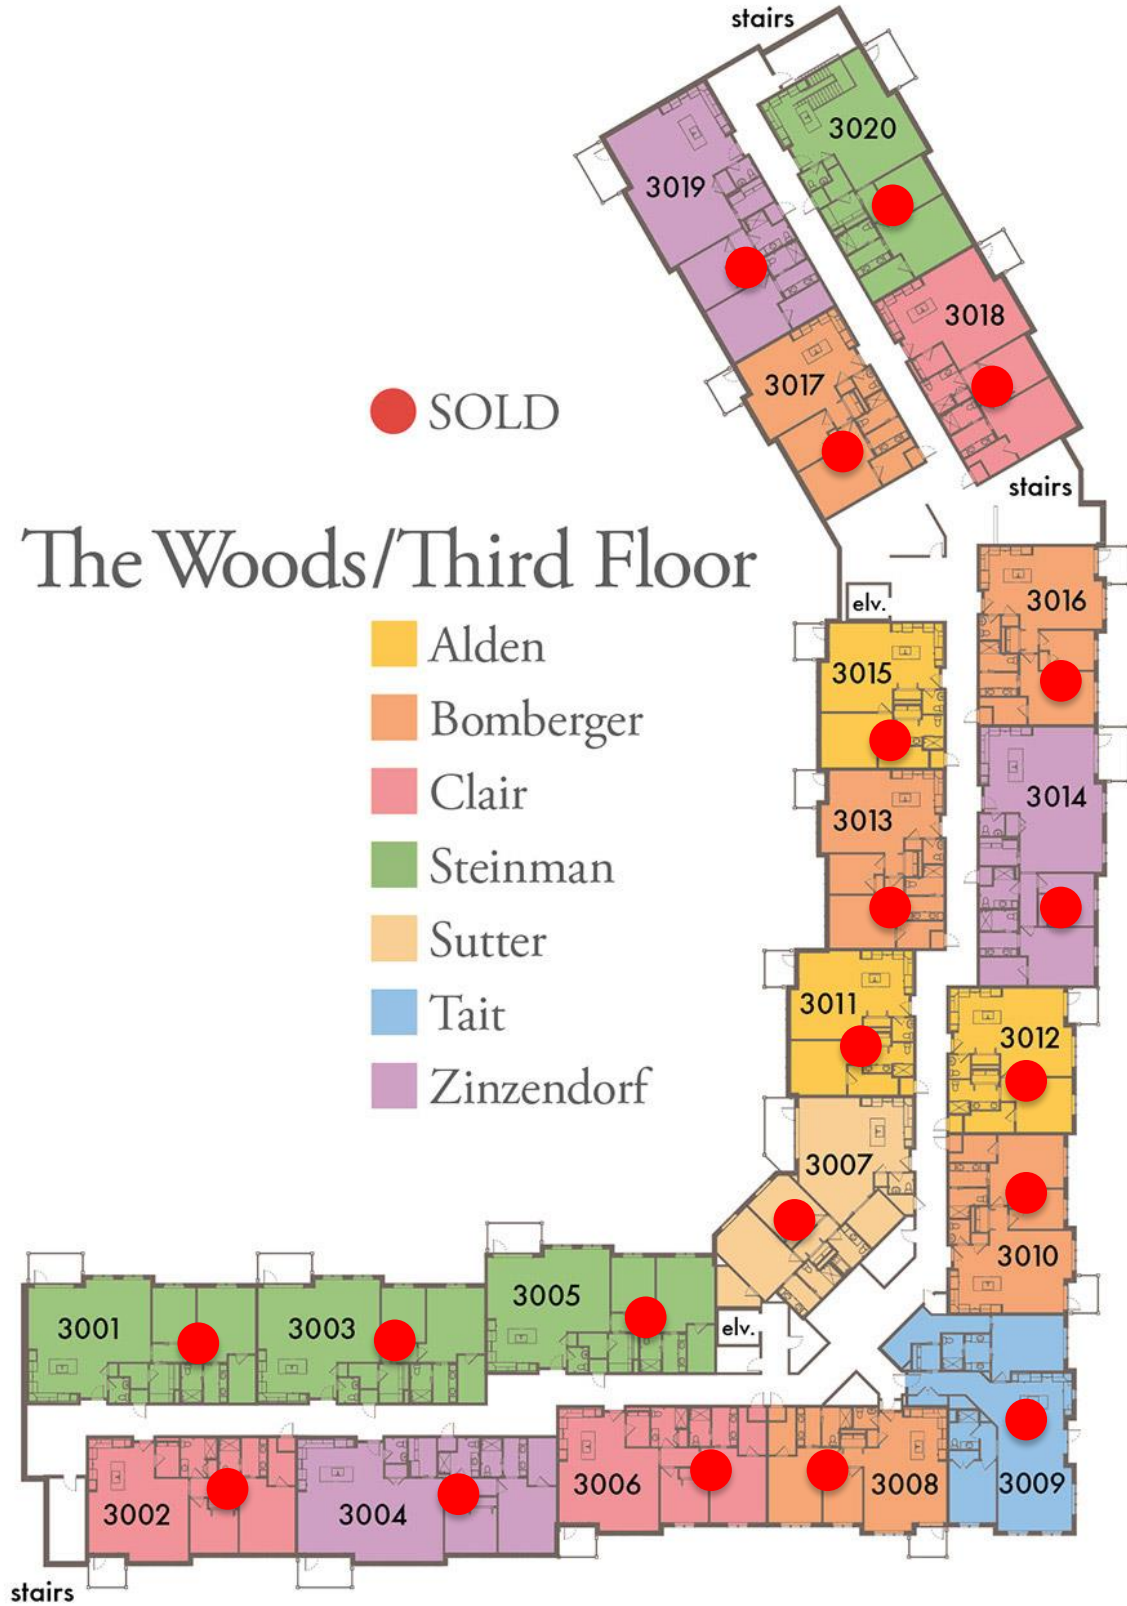 stairs
3020
3019
3018
3017
SOLD
stairs
The Woods/Third Floor
3016
elv.
Alden
3015
Bomberger
Clair
3014
3013
Steinman
Sutter
3011
Tait
3012
Zinzendorf
3007
3010
3005
3001
3003
elv.
3006
3008
3009
3002
3004
stairs